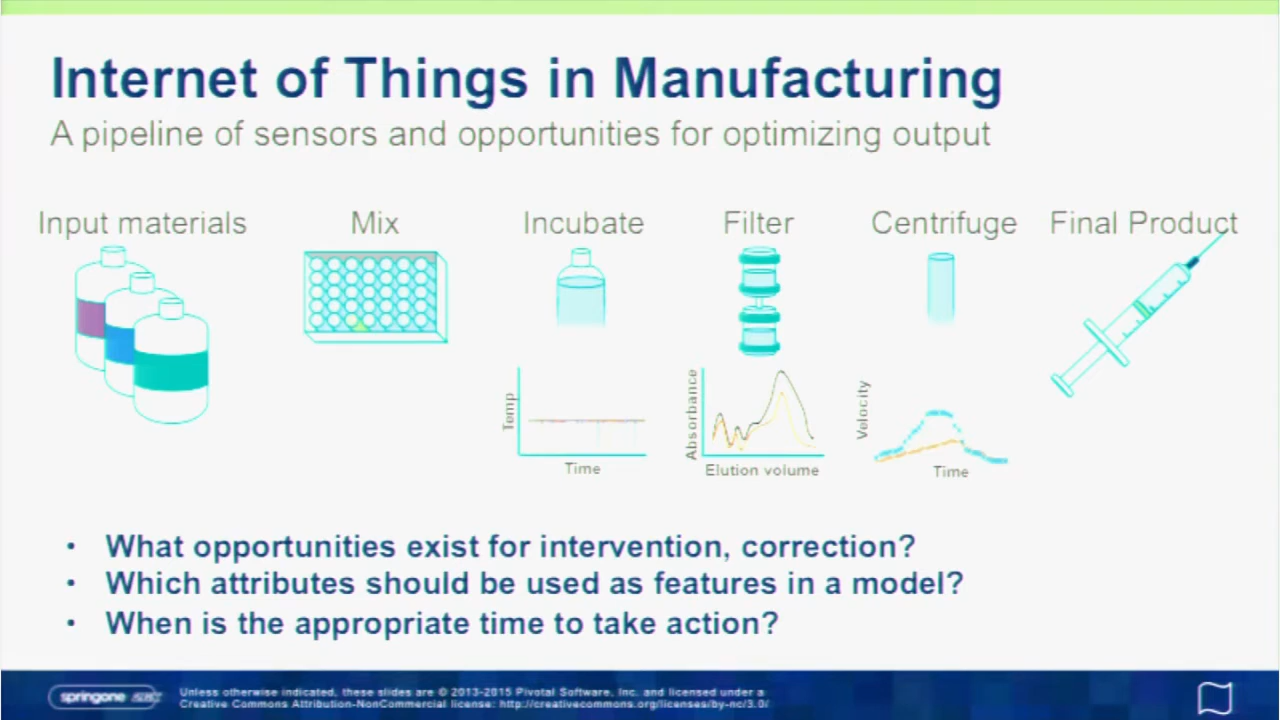 Internet of Things in Manufacturing
A pipeline of sensors and opportunities for optimizing output
Input materials
Mix
Incubate
Filter
Centrifuge
Final Product
Temp
Time
Absorbance
Elution volume
Velocity
Time
• What opportunities exist for intervention, correction?
• Which attributes should be used as features in a model?
• When is the appropriate time to take action?
springone
Unless otherwise indicated, these slides are © 2013-2015 Pivotal Software, Inc. and licensed under a
Creative Commons Attribution-NonCommercial license: http://creativecommons.org/licenses/by-nc/3.0/